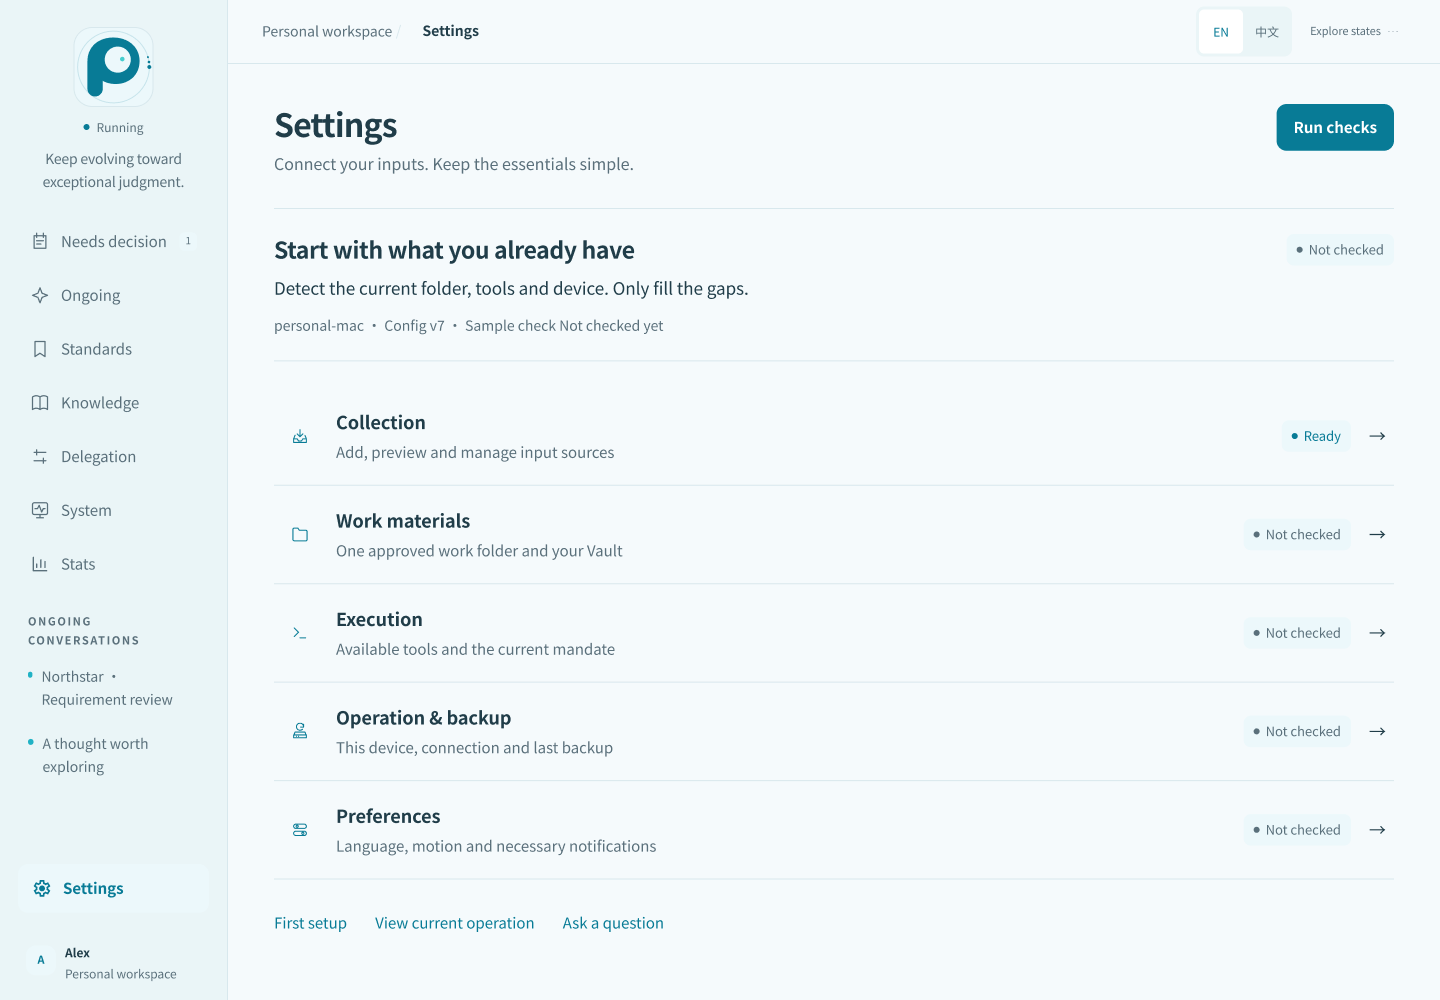 Running
Keep evolving toward
exceptional judgment.
Needs decision 1
Ongoing
Standards
Knowledge
Delegation
System
Stats
ONGOING
CONVERSATIONS
Northstar •
Requirement review
A thought worth
exploring
Settings
A
Alex
Personal workspace
Personal workspace / Settings
EN 中文 Explore states ···
Settings
Run checks
Connect your inputs. Keep the essentials simple.
Start with what you already have
Not checked
Detect the current folder, tools and device. Only fill the gaps.
personal-mac • Config v7 • Sample check Not checked yet
Collection
Add, preview and manage input sources
Ready →
Work materials
One approved work folder and your Vault
Not checked →
Execution
Available tools and the current mandate
Not checked →
Operation & backup
This device, connection and last backup
Not checked →
Preferences
Language, motion and necessary notifications
Not checked →
First setup View current operation Ask a question